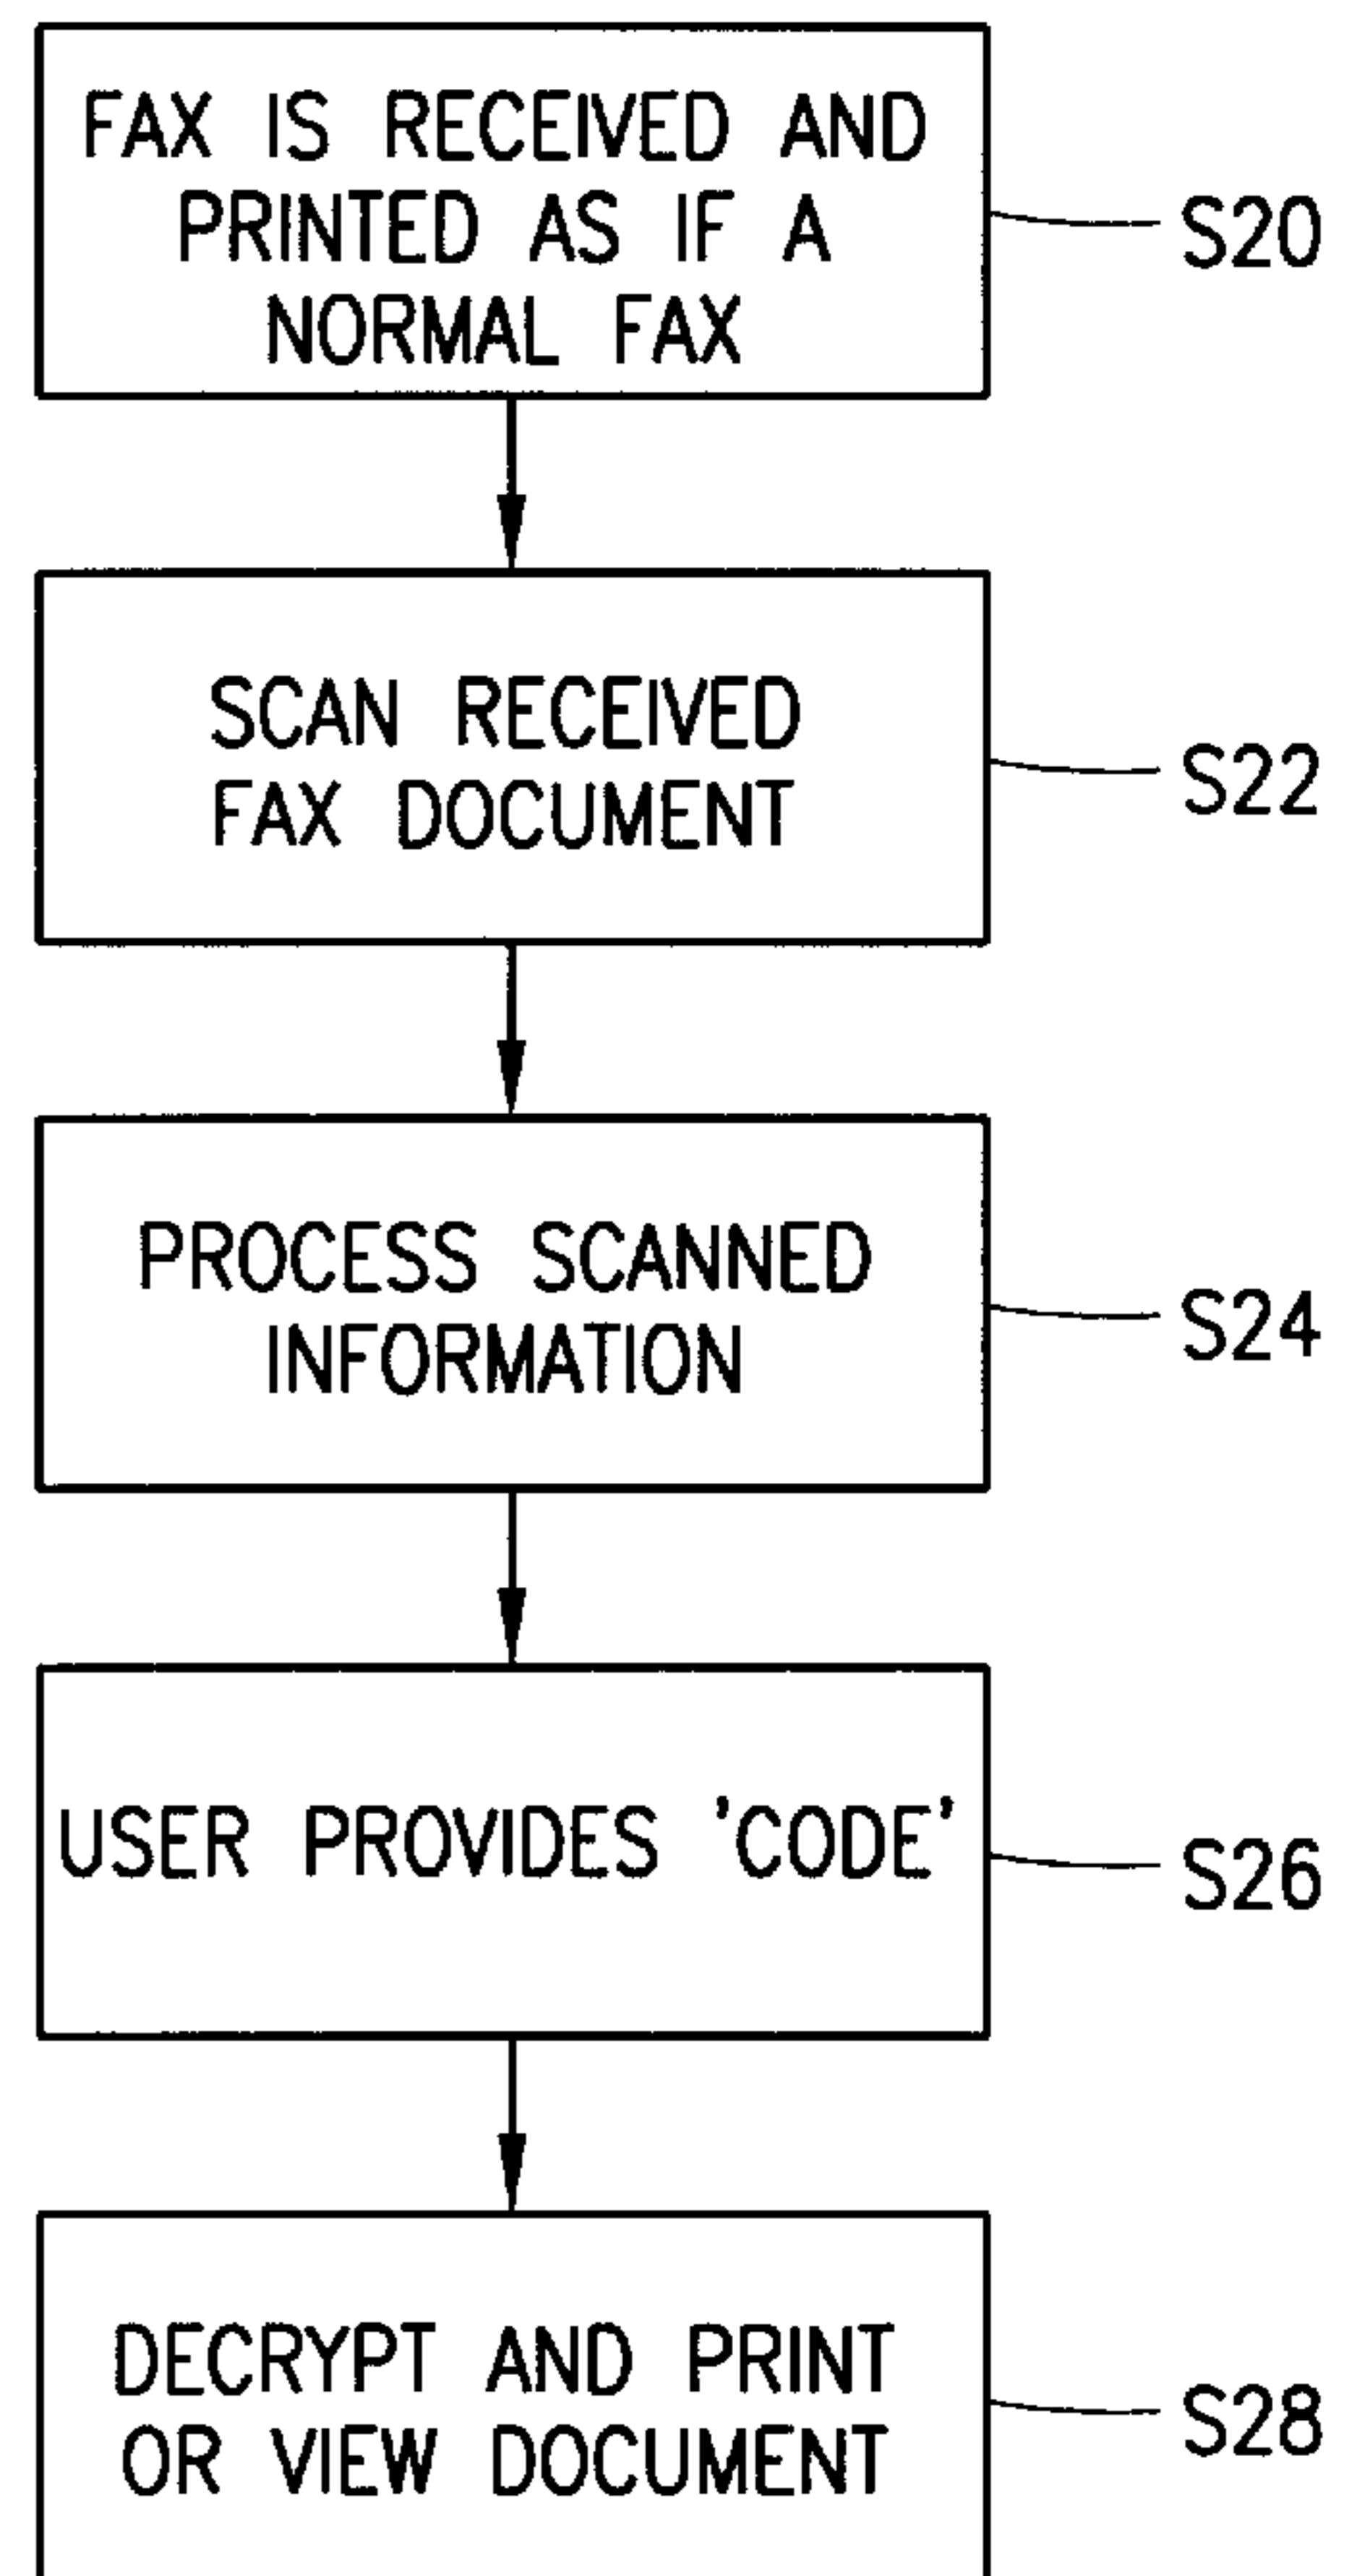 FAX IS RECEIVED AND
PRINTED AS IF A
NORMAL FAX
S20
SCAN RECEIVED
FAX DOCUMENT
S22
PROCESS SCANNED
INFORMATION
S24
USER PROVIDES 'CODE'
S26
DECRYPT AND PRINT
OR VIEW DOCUMENT
S28